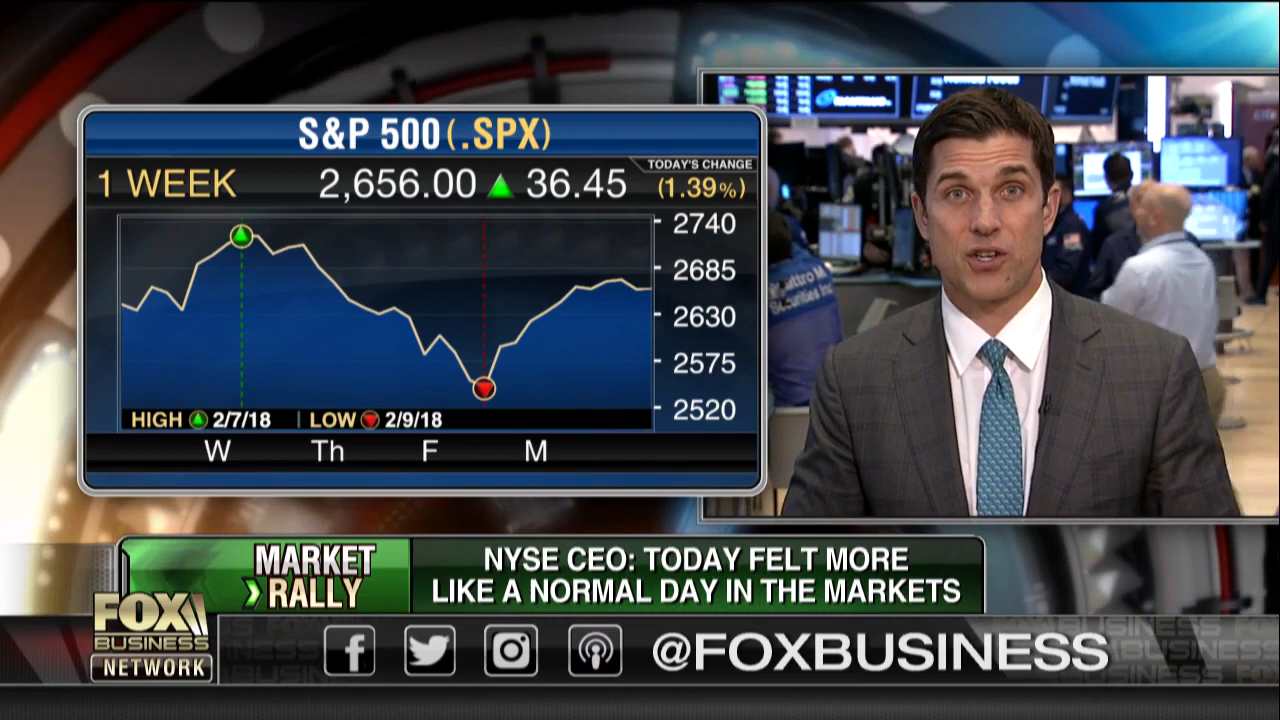 S&P 500 (.SPX)
TODAY'S CHANGE
1 WEEK 2,656.00 36.45 (1.39%)
2740
2685
2630
2575
2520
HIGH 2/7/18 | LOW 2/9/18
W Th F M
MARKET
RALLY
NYSE CEO: TODAY FELT MORE
LIKE A NORMAL DAY IN THE MARKETS
FOX
BUSINESS
NETWORK
@FOXBUSINESS
Securities Inc